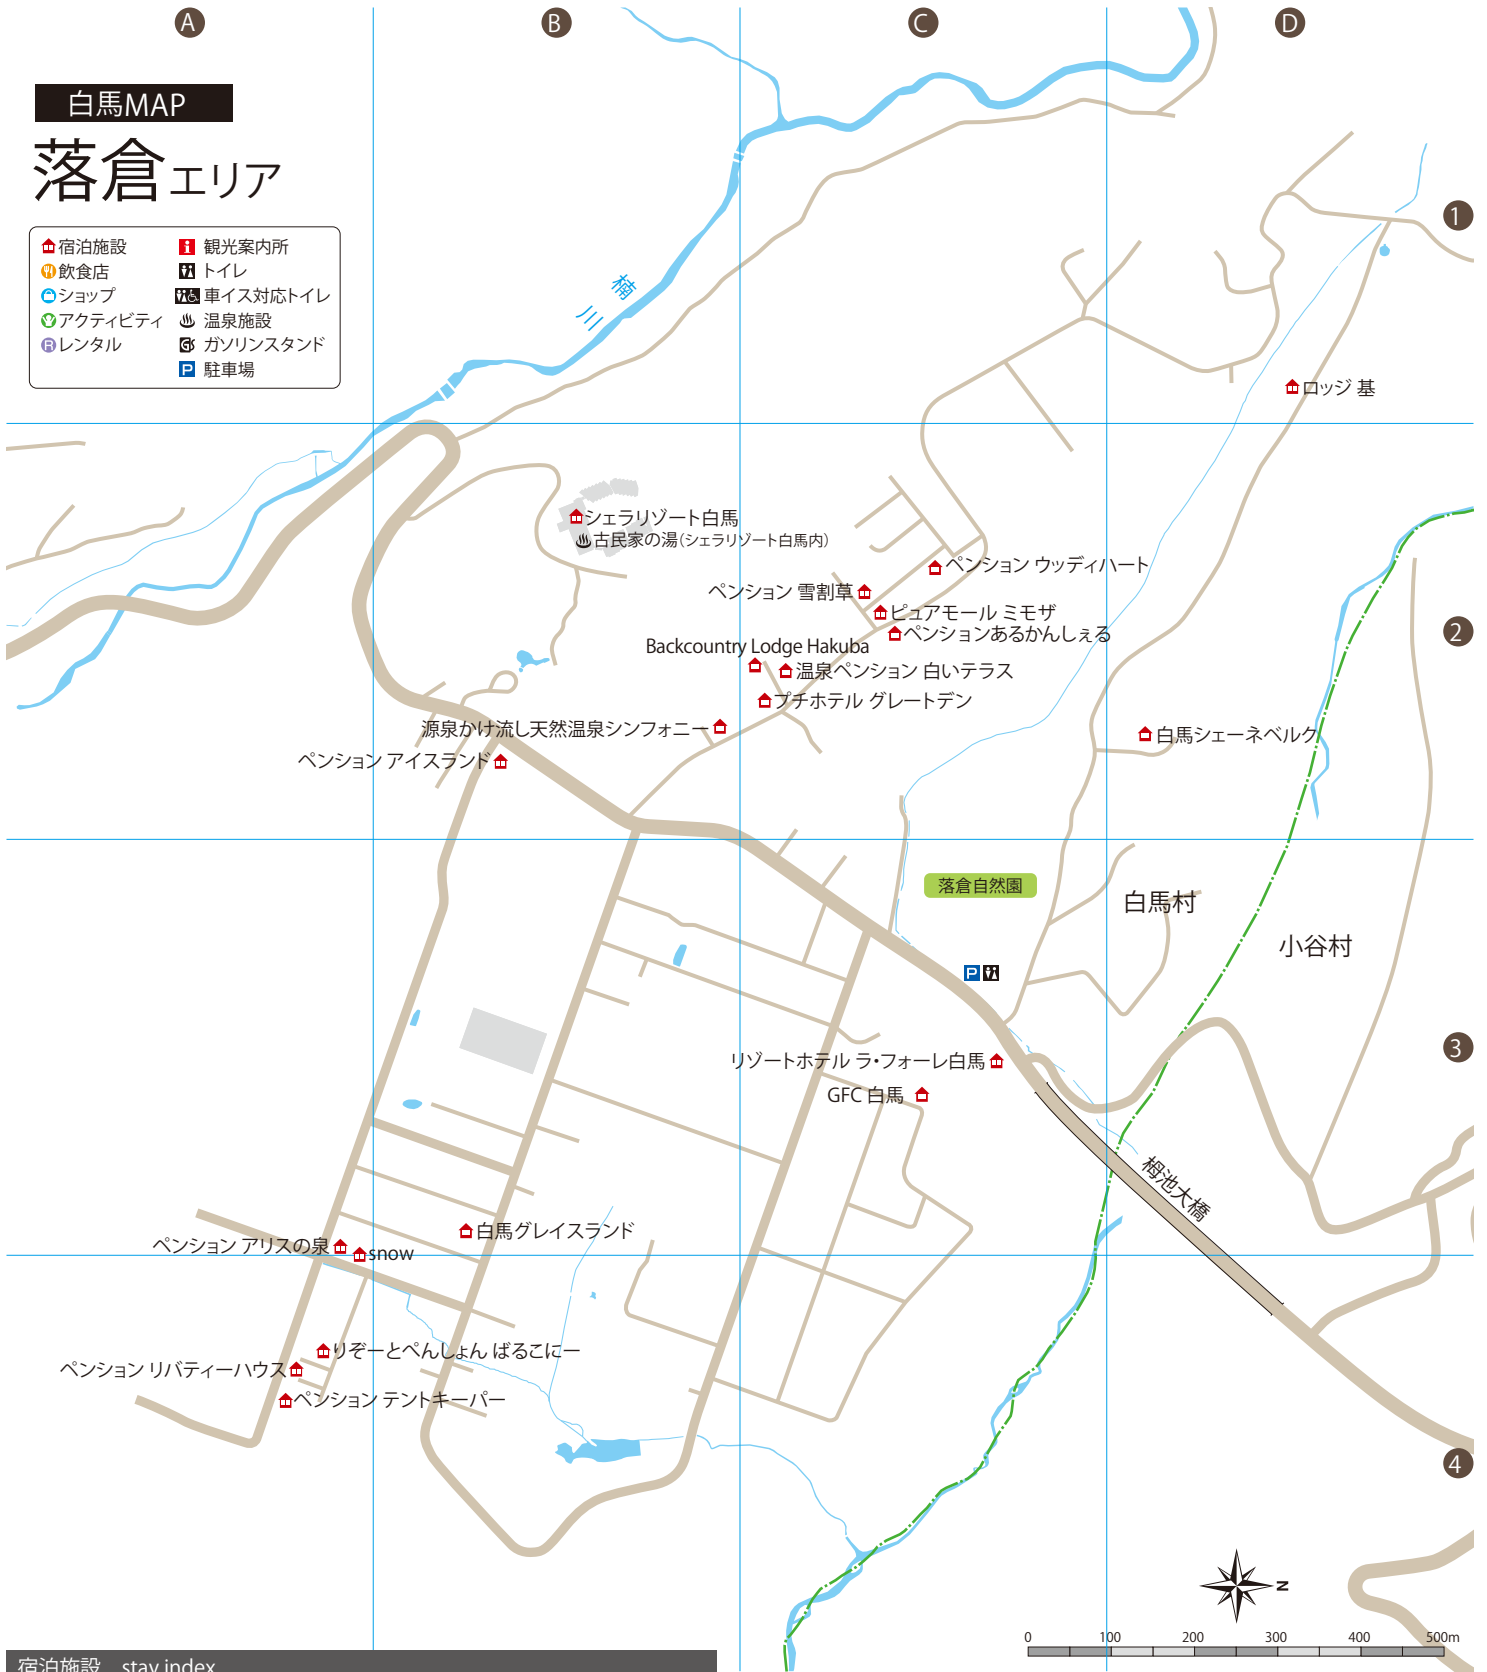 A
B
C
D
白馬MAP
落倉エリア
宿泊施設
飲食店
ショップ
アクティビティ
R レンタル
i 観光案内所
トイレ
車イス対応トイレ
温泉施設
ガソリンスタンド
P 駐車場
1
楠川
ロッジ 基
シェラリゾート白馬
古民家の湯(シェラリゾート白馬内)
ペンション ウッディハート
ペンション 雪割草
ピュアモール ミモザ
ペンションあるかんしぇる
2
Backcountry Lodge Hakuba
温泉ペンション 白いテラス
プチホテル グレートデン
源泉かけ流し天然温泉シンフォニー
白馬シェーネベルク
ペンション アイスランド
落倉自然園
白馬村
小谷村
P
3
リゾートホテル ラ・フォーレ白馬
GFC 白馬
栂池大橋
白馬グレイスランド
ペンション アリスの泉
snow
りぞーとぺんしょん ばるこにー
ペンション リバティーハウス
ペンション テントキーパー
4
N
0 100 200 300 400 500m
宿泊施設 stay index